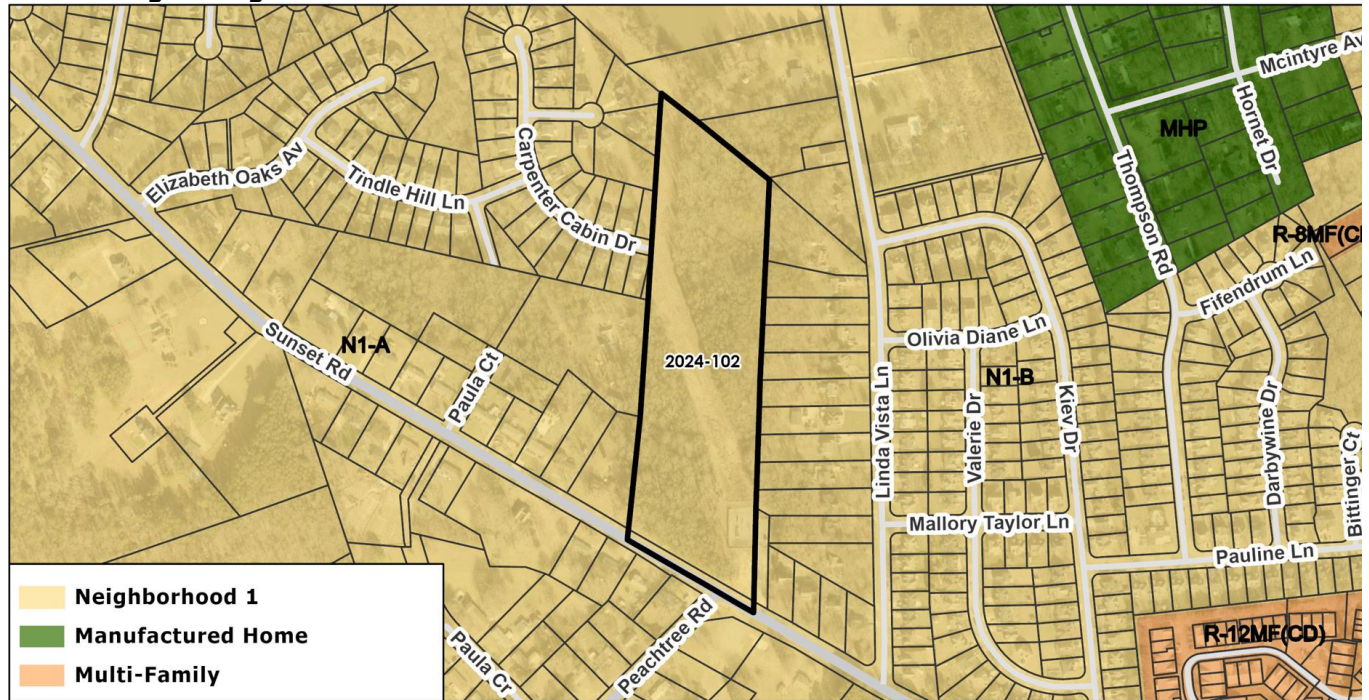 Mcintyre Av
Hornet Dr
MHP
Elizabeth Oaks Av
Tindle Hill Ln
Carpenter Cabin Dr
Thompson Rd
R-8MF(C
Fifendrum Ln
Sunset Rd
N1-A
Paula Ct
2024-102
Olivia Diane Ln
N1-B
Linda Vista Ln
Valerie Dr
Kiev Dr
Darbywine Dr
Bittinger Ct
Mallory Taylor Ln
Pauline Ln
Peachtree Rd
Paula Cr
R-12MF(CD)
Neighborhood 1
Manufactured Home
Multi-Family